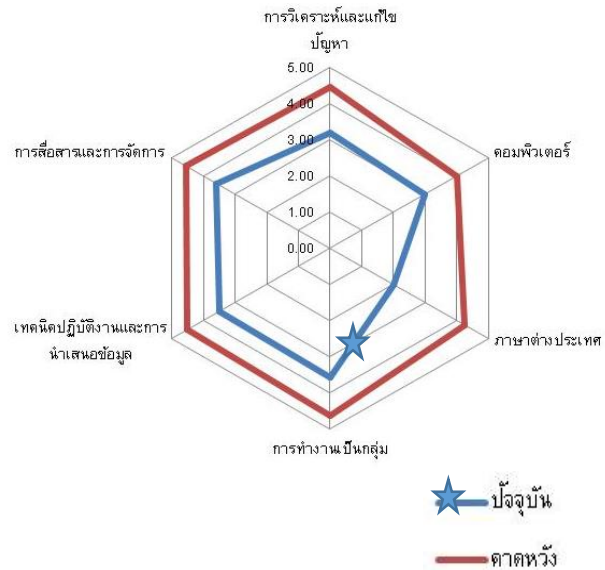 การวิเคราะห์และแก้ไข
ปัญหา
5.00
4.00
3.00
2.00
1.00
0.00
คอมพิวเตอร์
ภาษาต่างประเทศ
การทำงานเป็นกลุ่ม
เทคนิคปฏิบัติงานและการ
นำเสนอข้อมูล
การสื่อสารและการจัดการ
ปัจจุบัน
คาดหวัง